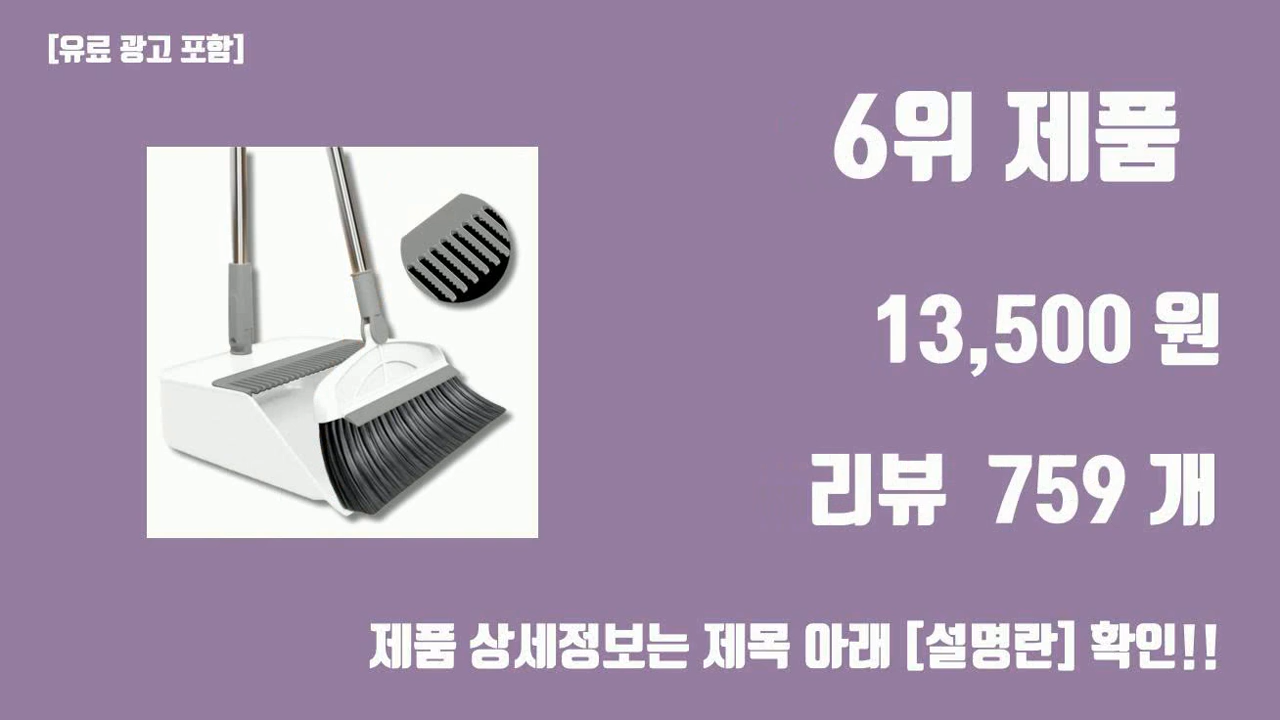 [유료 광고 포함]
6위 제품
13,500 원
리뷰 759 개
제품 상세정보는 제목 아래 [설명란] 확인!!